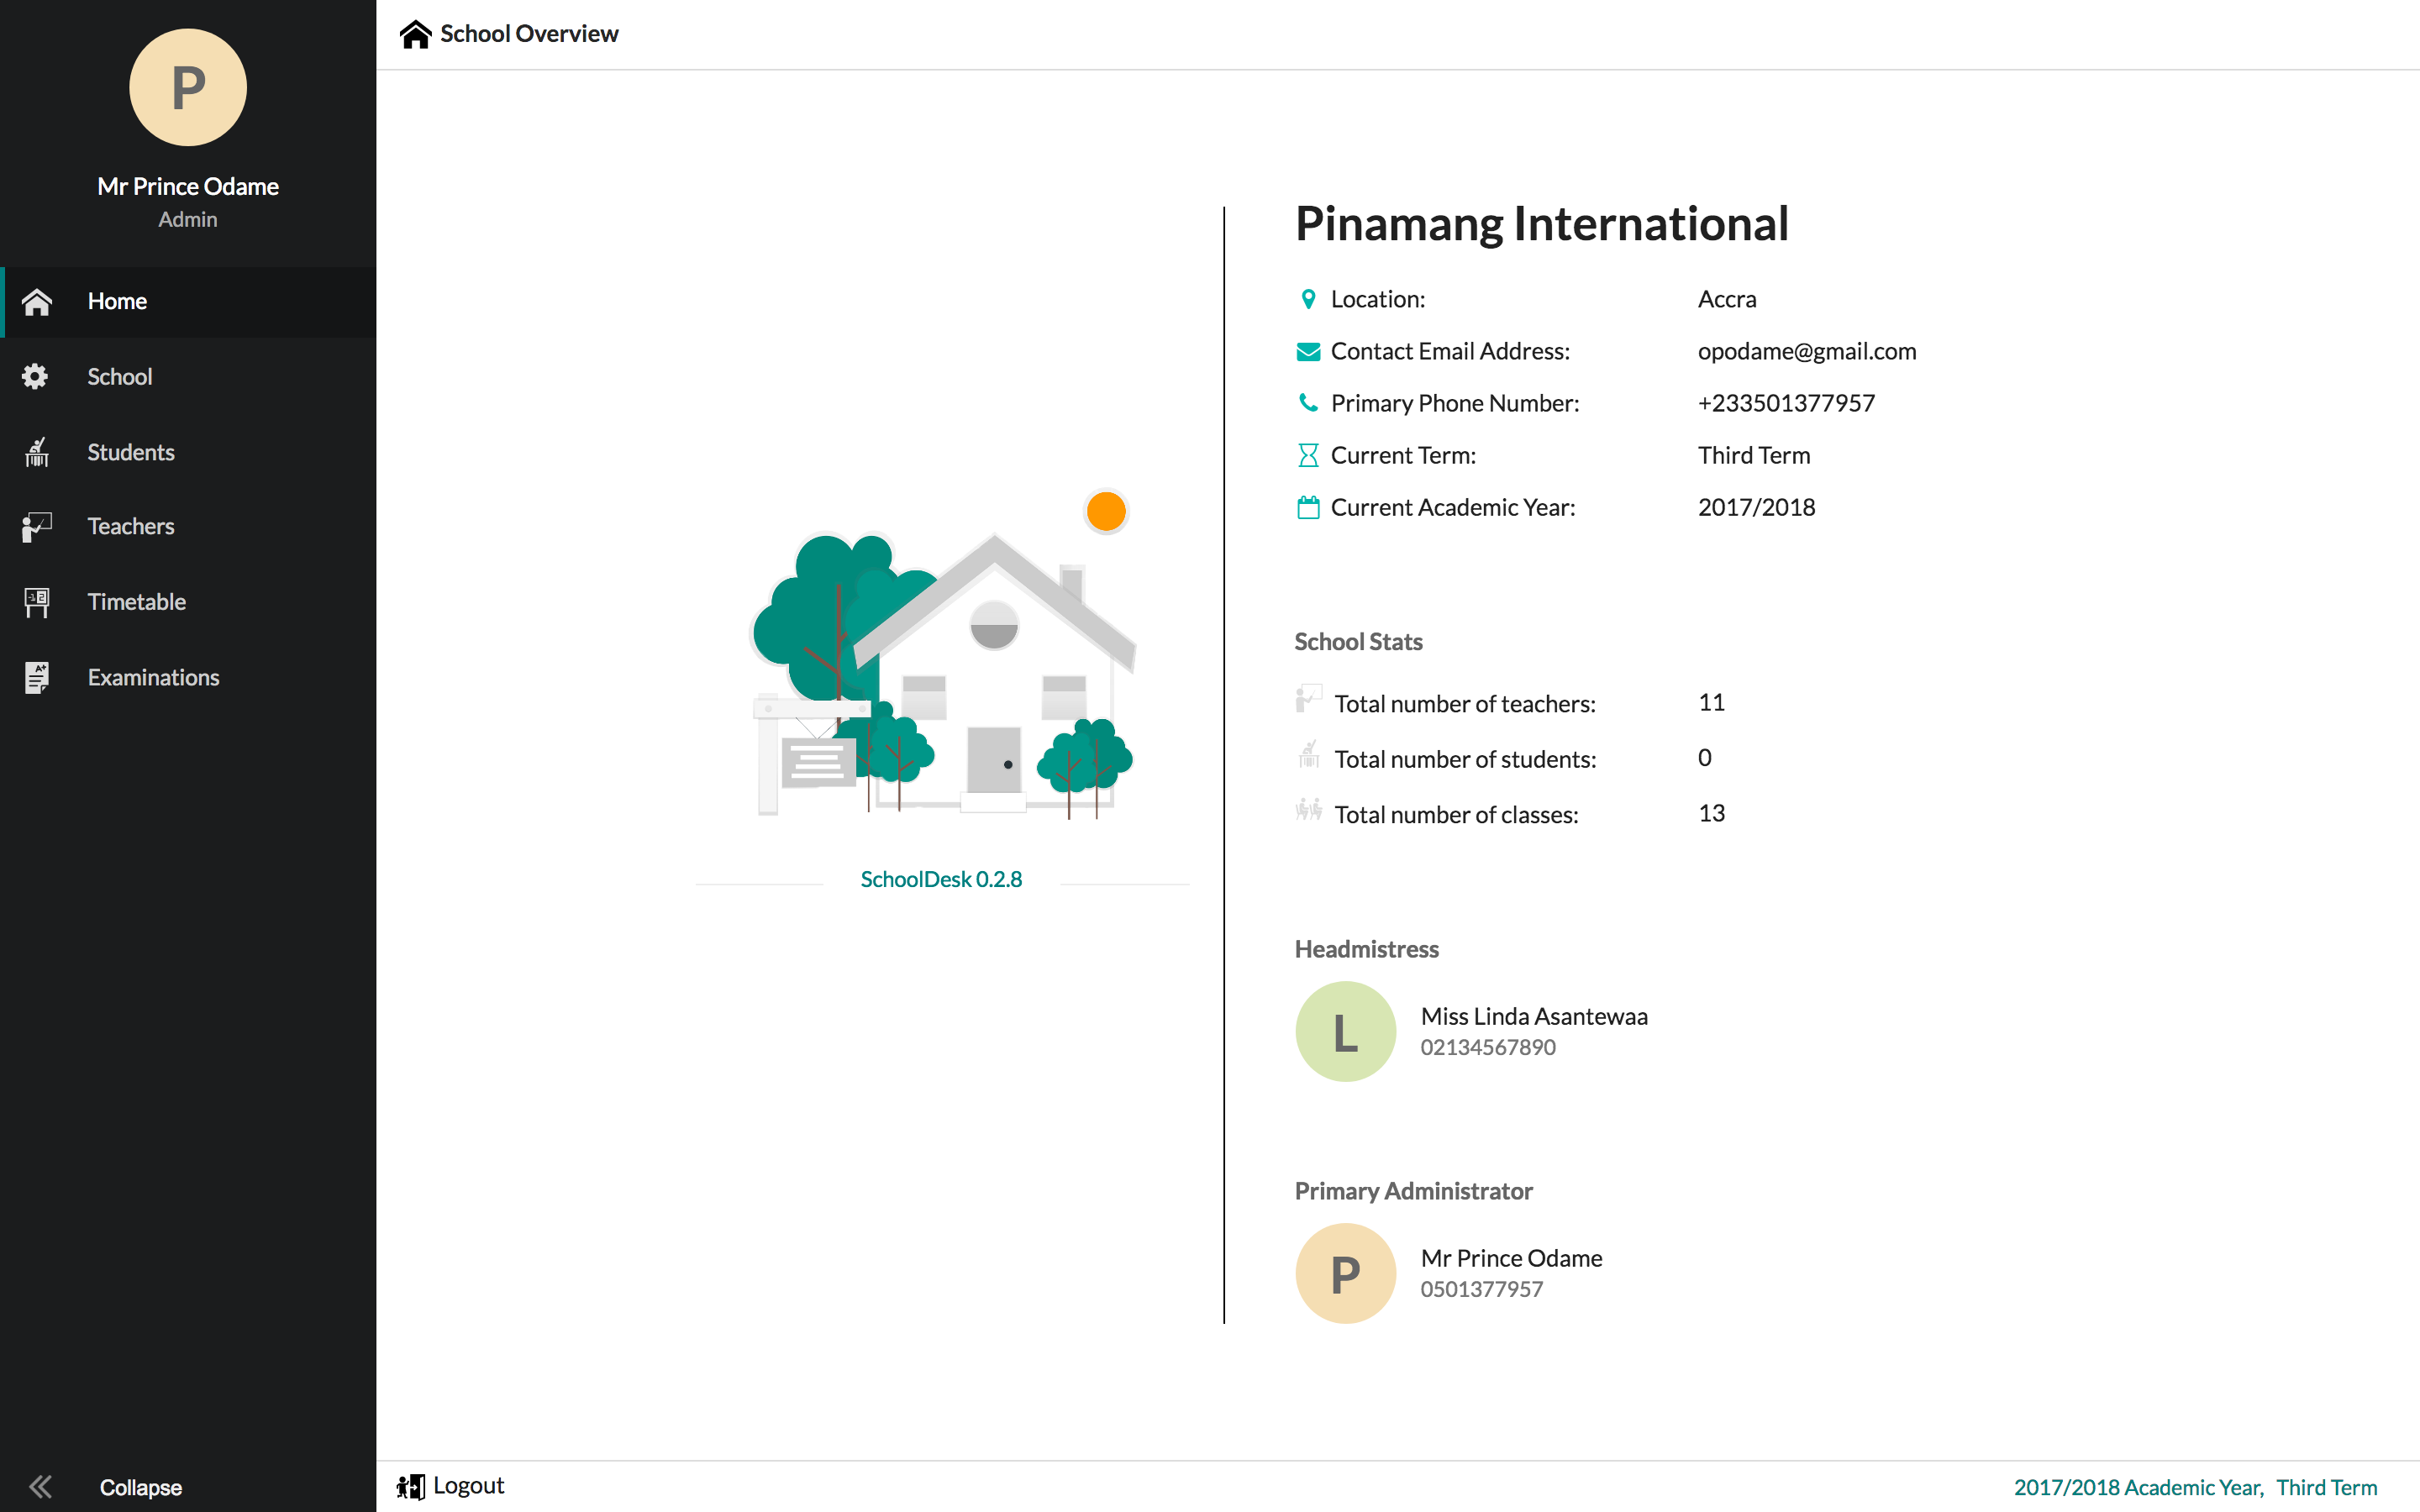 P
Mr Prince Odame
Admin
Home
School
Students
Teachers
Timetable
Examinations
Collapse
School Overview
SchoolDesk 0.2.8
Pinamang International
Location: Accra
Contact Email Address: opodame@gmail.com
Primary Phone Number: +233501377957
Current Term: Third Term
Current Academic Year: 2017/2018
School Stats
Total number of teachers: 11
Total number of students: 0
Total number of classes: 13
Headmistress
L
Miss Linda Asantewaa
02134567890
Primary Administrator
P
Mr Prince Odame
0501377957
Logout
2017/2018 Academic Year, Third Term